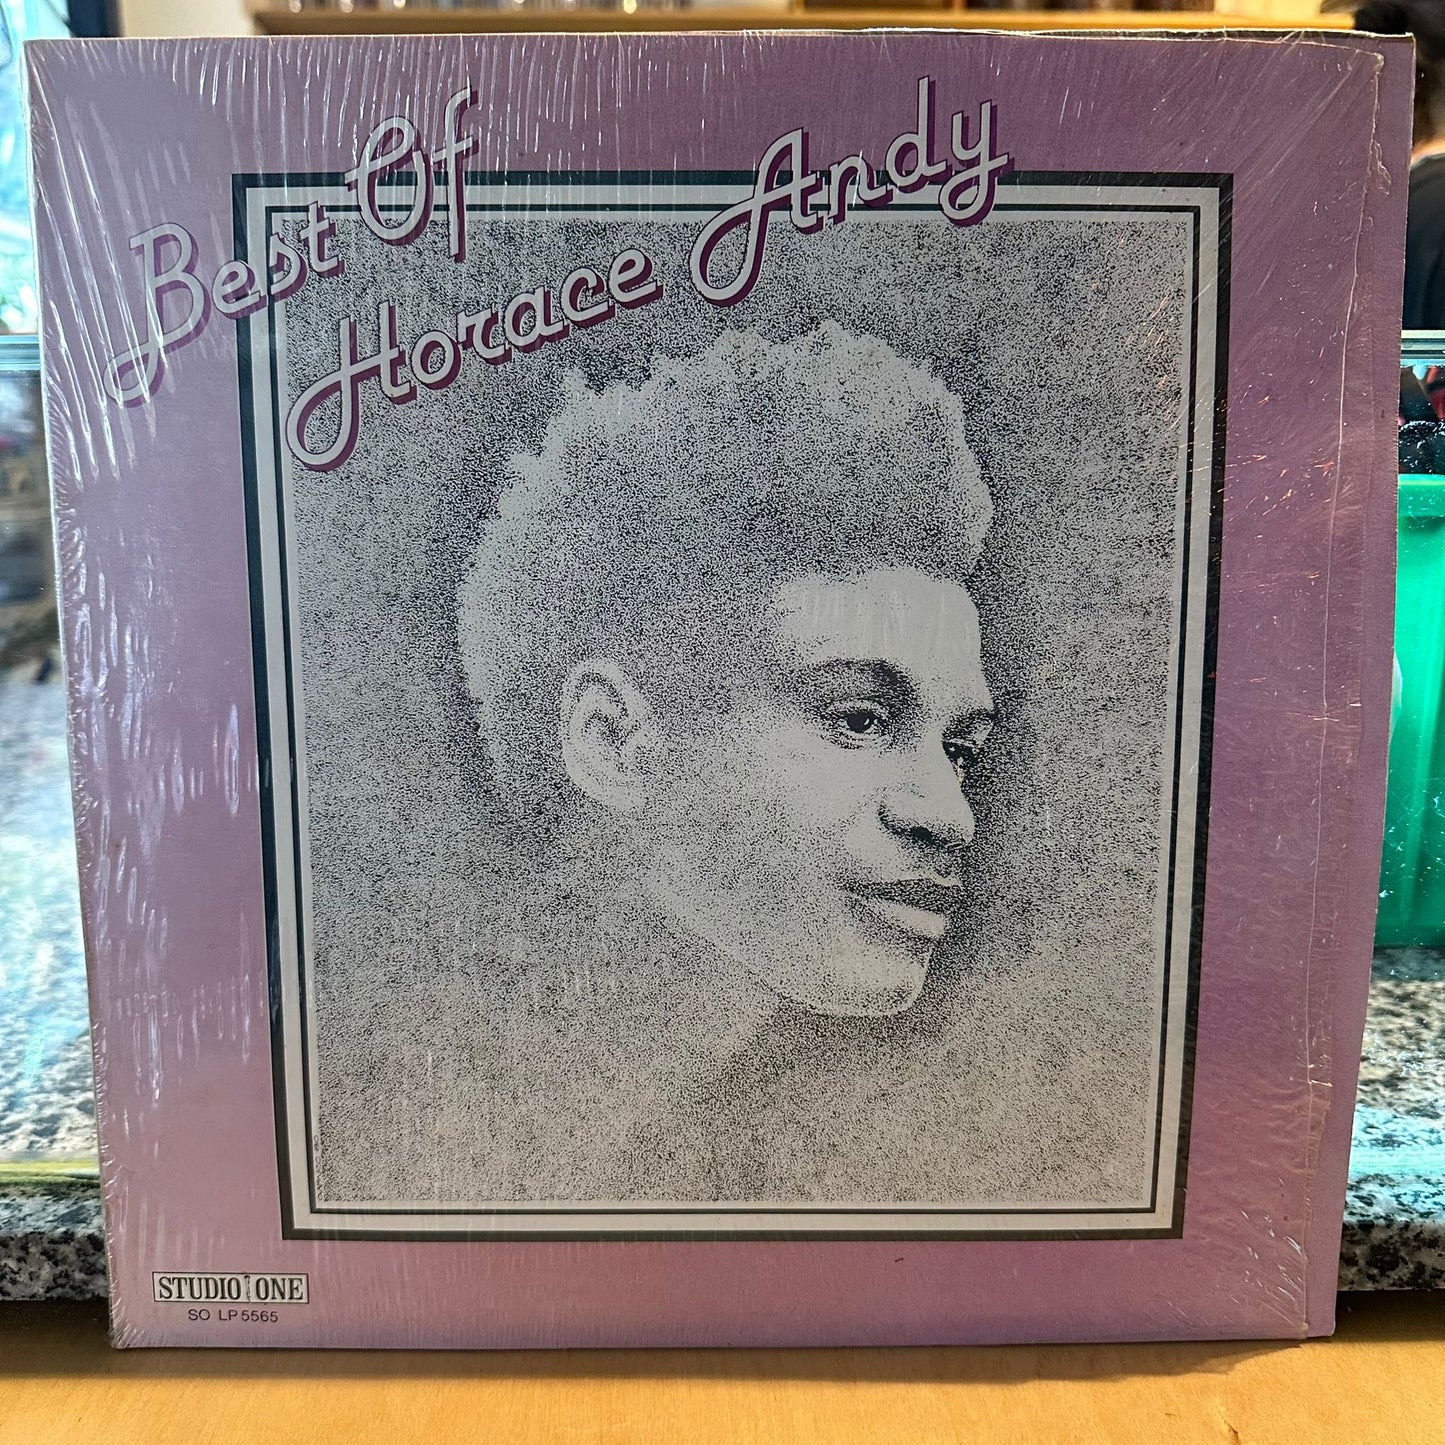 Best Of
Horace Andy
STUDIO ONE
SO LP 5565